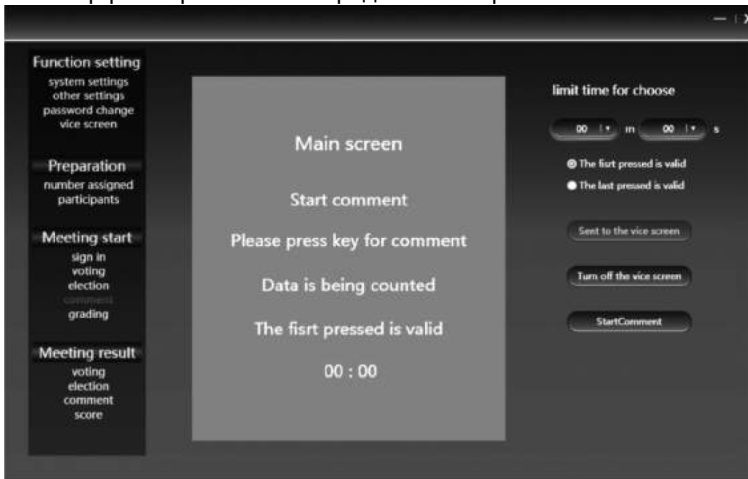 Function setting
system settings
other settings
password change
vice screen
Preparation
number assigned
participants
Meeting start
sign in
voting
election
comment
grading
Meeting result
voting
election
comment
score
Main screen
Start comment
Please press key for comment
Data is being counted
The fisrt pressed is valid
00 : 00
limit time for choose
00 m 00 s
The fisrt pressed is valid
The last pressed is valid
Sent to the vice screen
Turn off the vice screen
StartComment